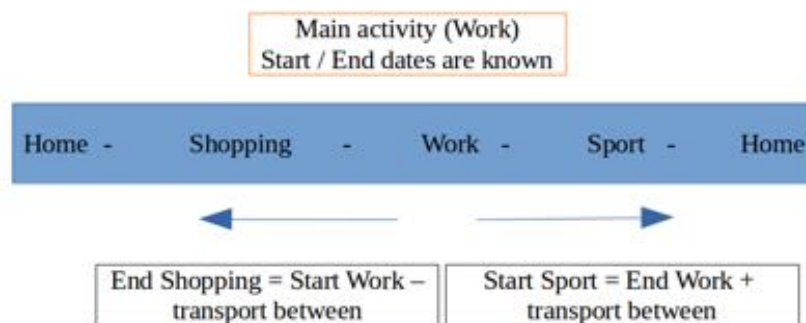 Main activity (Work)
Start / End dates are known
Home - Shopping - Work - Sport - Home
End Shopping = Start Work –
transport between
Start Sport = End Work +
transport between